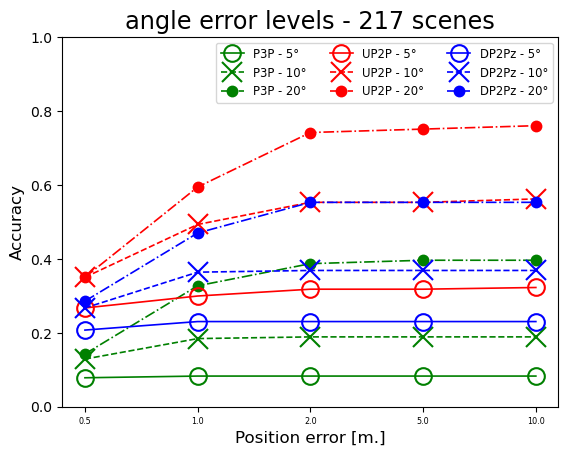 angle error levels - 217 scenes
P3P - 5° UP2P - 5° DP2Pz - 5°
P3P - 10° UP2P - 10° DP2Pz - 10°
P3P - 20° UP2P - 20° DP2Pz - 20°
Accuracy
1.0
0.8
0.6
0.4
0.2
0.0
0.5 1.0 2.0 5.0 10.0
Position error [m.]